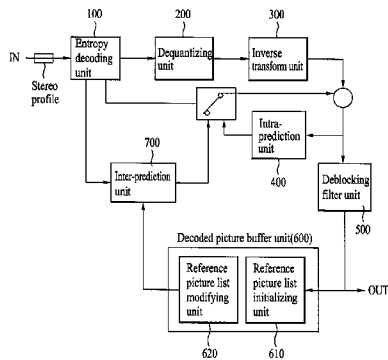 100
200
300
IN
Entropy
decoding
unit
Dequantizing
unit
Inverse
transform unit
Stereo
profile
700
Inter-prediction
unit
Intra-
prediction
unit
400
Deblocking
filter unit
500
Decoded picture buffer unit(600)
Reference
picture list
modifying
unit
Reference
picture list
initializing
unit
OUT
620
610